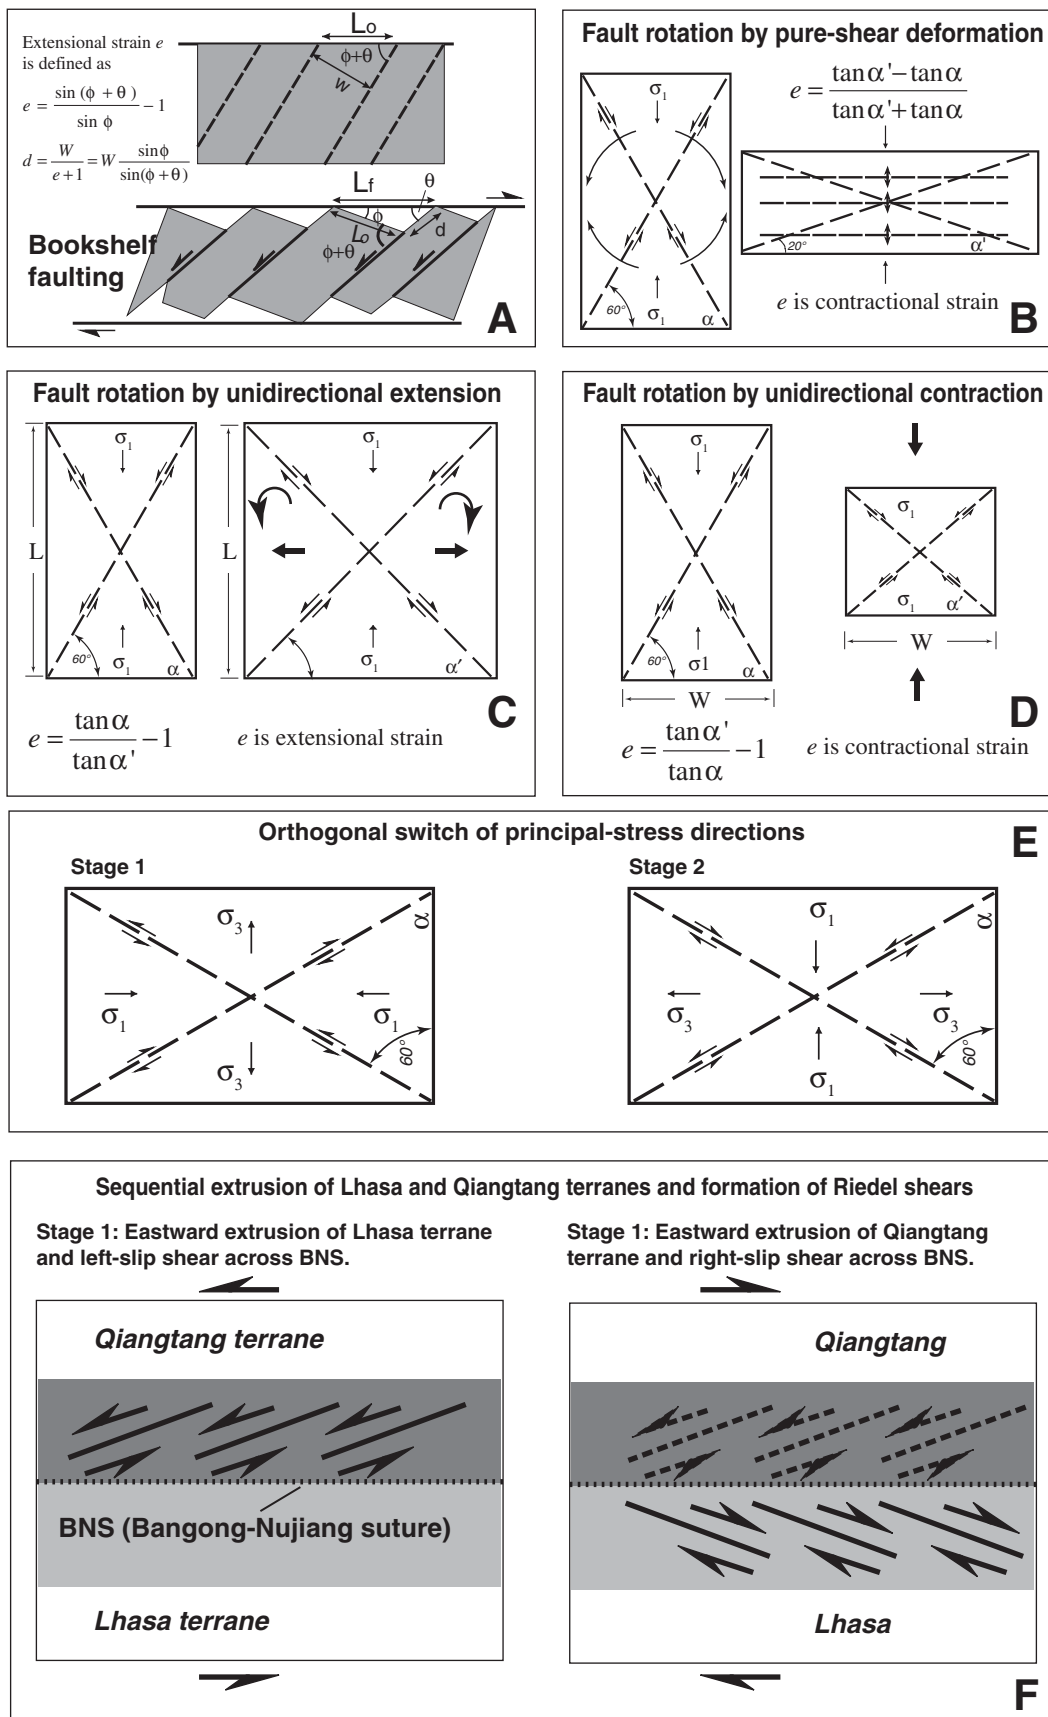 Extensional strain e
is defined as
e = sin (ϕ + θ) / sin ϕ − 1
d = W / e+1 = W sinϕ / sin(ϕ + θ)
Lo
ϕ+θ
w
Lf
θ
ϕ
Lo
d
ϕ+θ
Bookshelf
faulting
A
Fault rotation by pure-shear deformation
e = tanα' − tanα / tanα' + tanα
σ1
σ1
60°
α
20°
α'
e is contractional strain
B
Fault rotation by unidirectional extension
σ1
σ1
L
L
60°
σ1
α
σ1
α′
e = tanα / tanα' − 1
e is extensional strain
C
Fault rotation by unidirectional contraction
σ1
σ1
60°
σ1
α
σ1
α′
W
W
e = tanα' / tanα − 1
e is contractional strain
D
Orthogonal switch of principal-stress directions
E
Stage 1
Stage 2
σ3
α
σ1
σ1
60°
σ3
σ1
α
σ3
σ3
60°
σ1
Sequential extrusion of Lhasa and Qiangtang terranes and formation of Riedel shears
Stage 1: Eastward extrusion of Lhasa terrane
and left-slip shear across BNS.
Stage 1: Eastward extrusion of Qiangtang
terrane and right-slip shear across BNS.
Qiangtang terrane
Qiangtang
BNS (Bangong-Nujiang suture)
Lhasa terrane
Lhasa
F